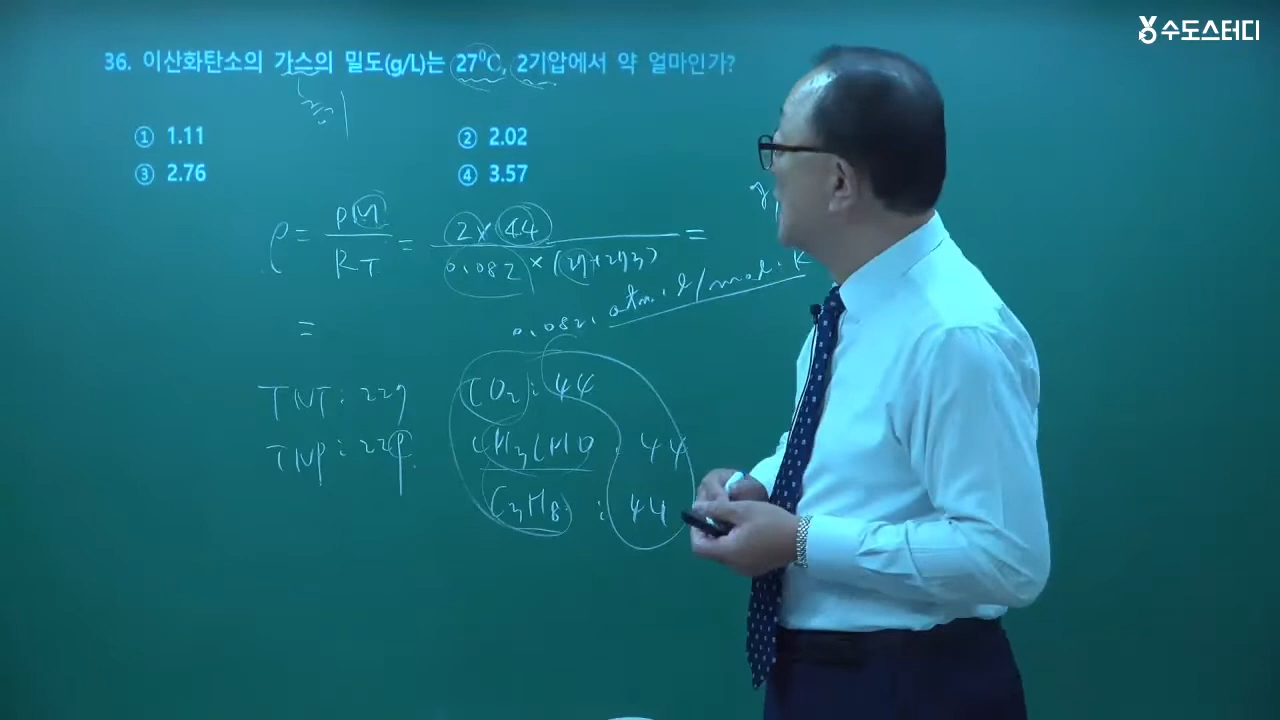 수도스터디
36. 이산화탄소의 가스의 밀도(g/L)는 27⁰C, 2기압에서 약 얼마인가?
① 1.11
② 2.02
③ 2.76
④ 3.57
ρ = PM / RT = 2 × 44 / 0.082 × (27+273) =
=
0.082. atm. l/mol. K
TNT : 227
CO₂ : 44
TNP : 229
CH₃CHO : 44
C₃H₈ : 44